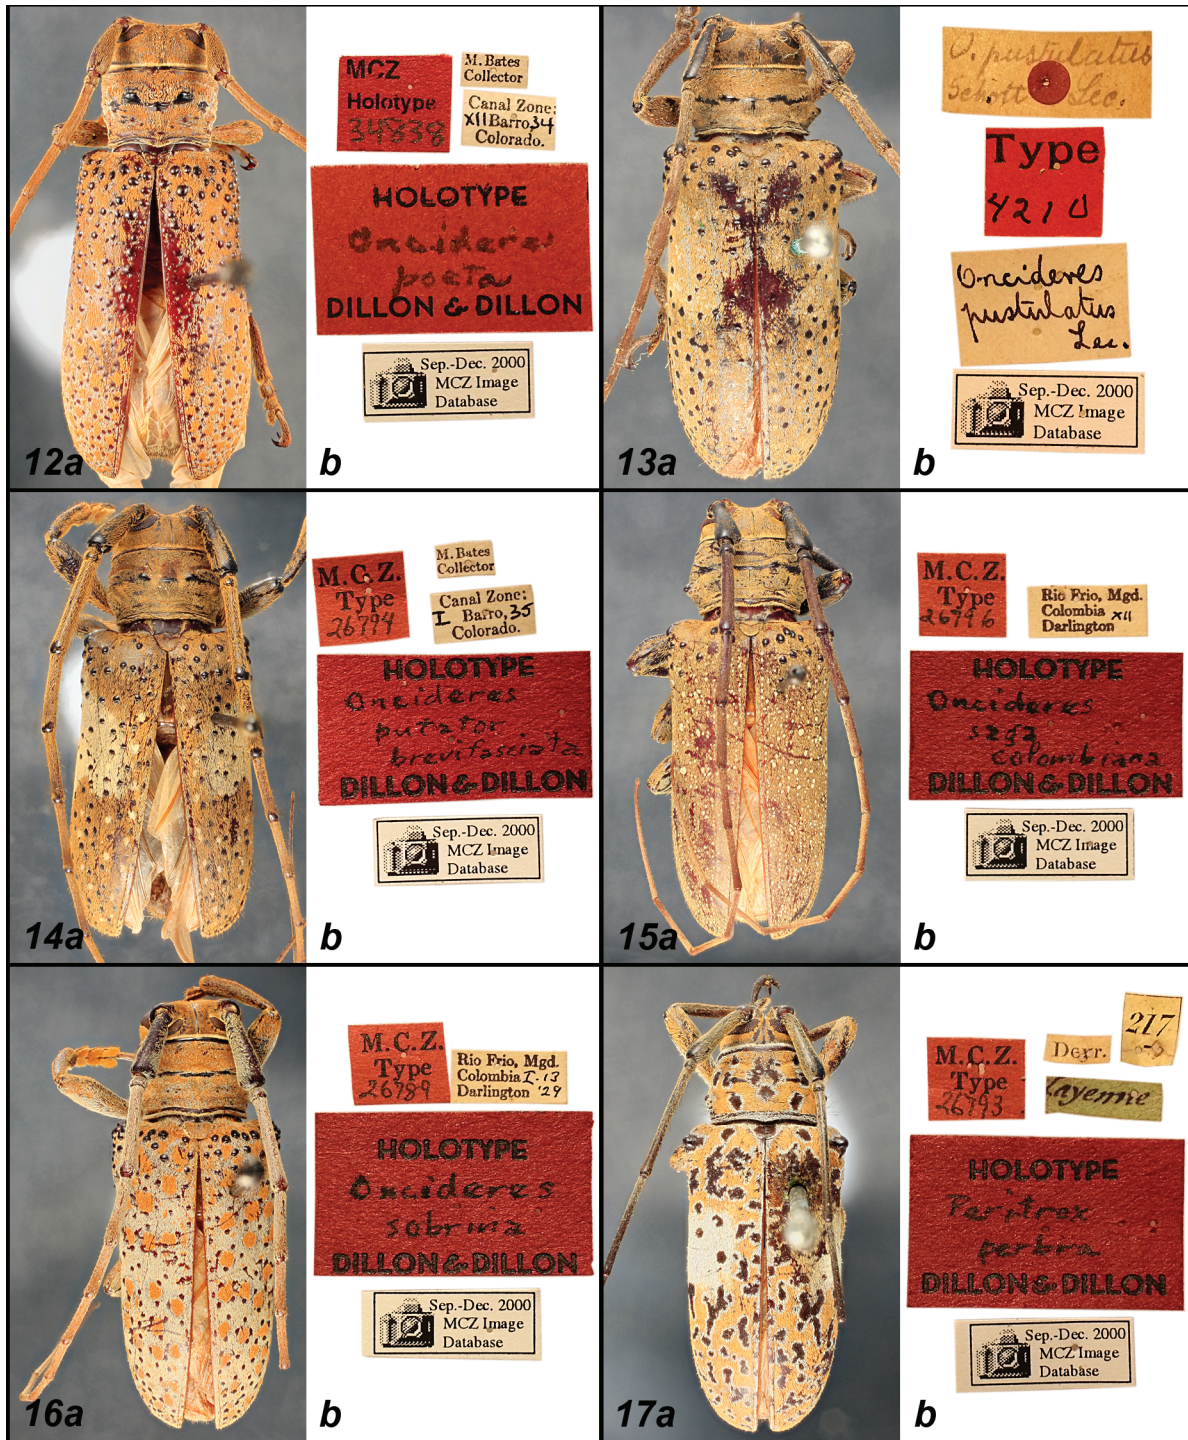 MCZ
Holotype
34838
M. Bates
Collector
Canal Zone:
XII Barro, 34
Colorado.
HOLOTYPE
Oncideres
poeta
DILLON & DILLON
Sep.-Dec. 2000
MCZ Image
Database
12a
b
O. pustulatus
Schott Lec.
Type
4210
Oncideres
pustulatus
Lec.
Sep.-Dec. 2000
MCZ Image
Database
13a
b
M.C.Z.
Type
26794
M. Bates
Collector
Canal Zone:
I Barro, 35
Colorado.
HOLOTYPE
Oncideres
putator
brevifasciata
DILLON & DILLON
Sep.-Dec. 2000
MCZ Image
Database
14a
b
M.C.Z.
Type
26796
Rio Frio, Mgd.
Colombia XII
Darlington
HOLOTYPE
Oncideres
saga
colombiana
DILLON & DILLON
Sep.-Dec. 2000
MCZ Image
Database
15a
b
M.C.Z.
Type
26789
Rio Frio, Mgd.
Colombia I-13
Darlington '29
HOLOTYPE
Oncideres
sobrina
DILLON & DILLON
Sep.-Dec. 2000
MCZ Image
Database
16a
b
M.C.Z.
Type
26793
Deyr.
217
Cayenne
HOLOTYPE
Peritrox
perbra
DILLON & DILLON
Sep.-Dec. 2000
MCZ Image
Database
17a
b